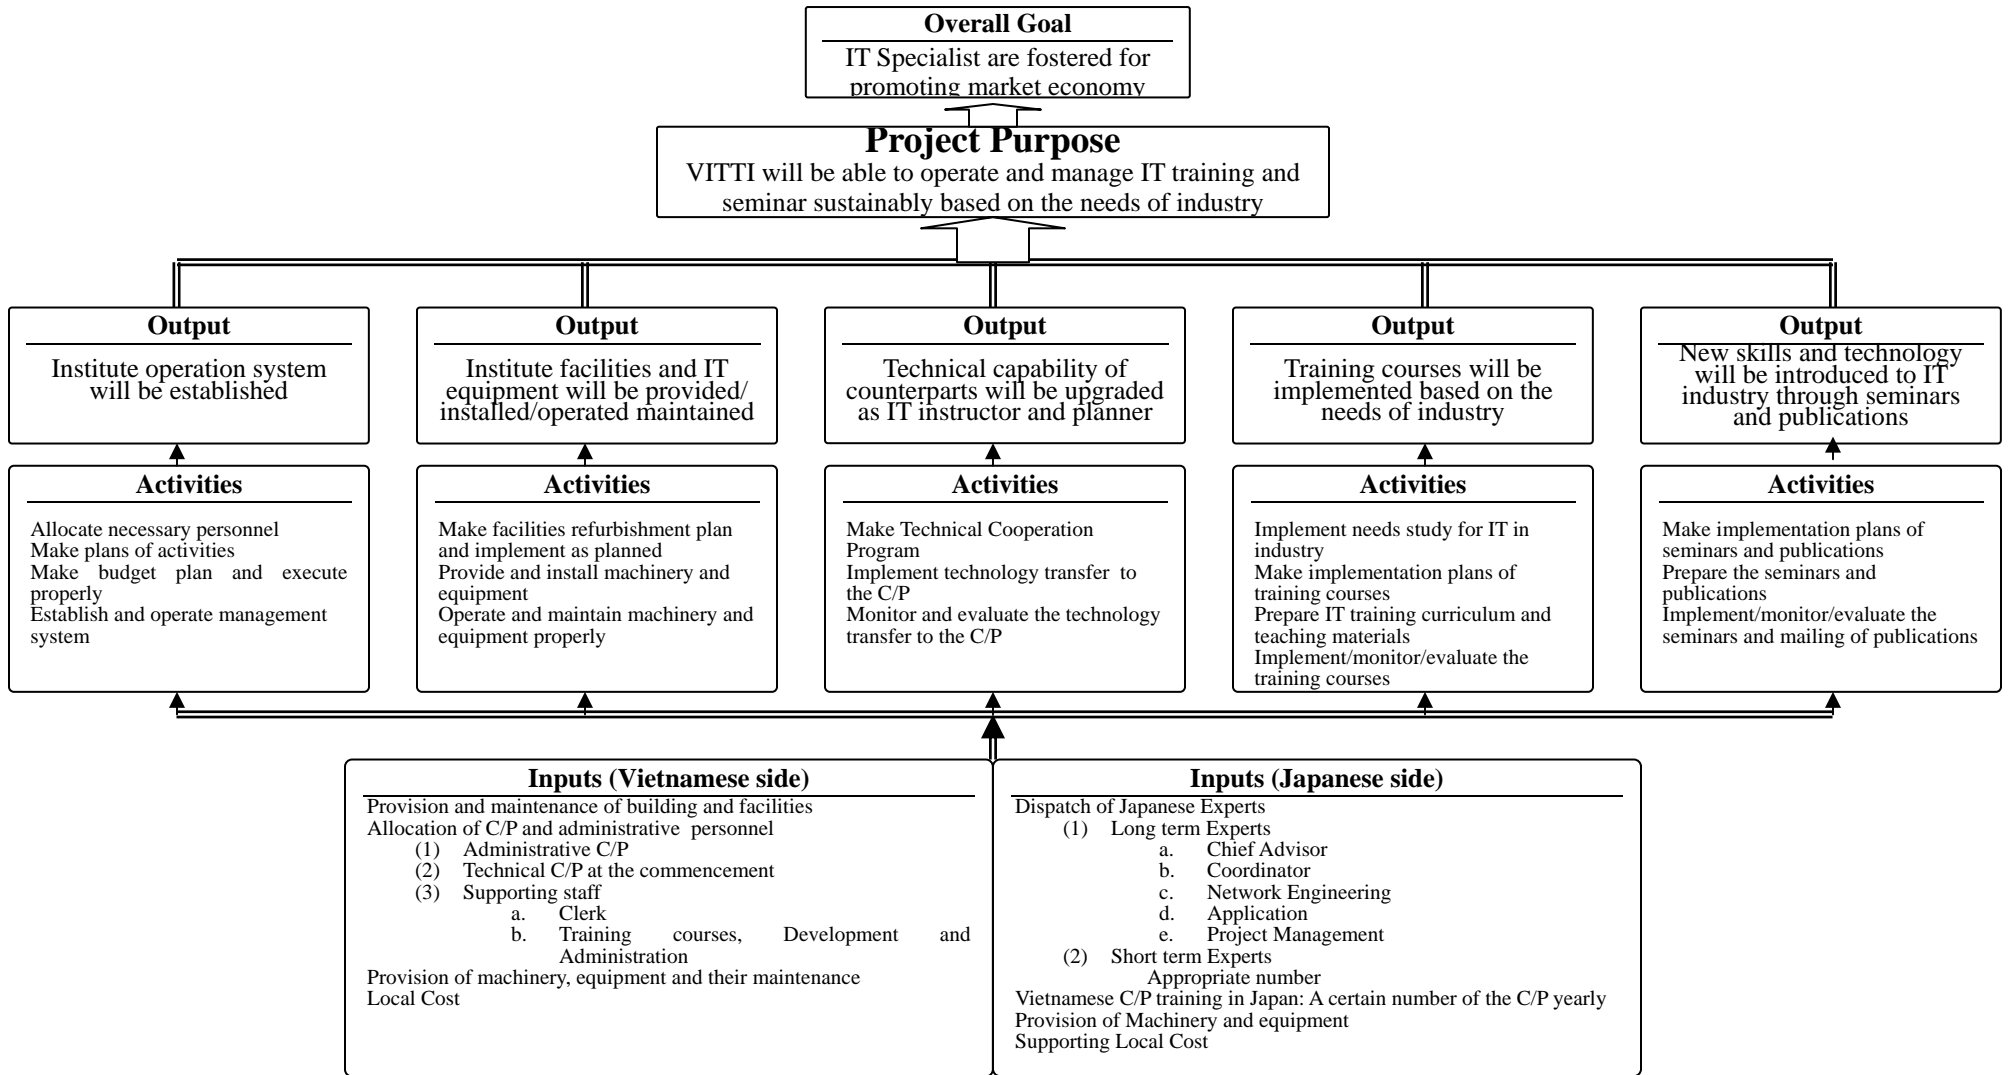 Overall Goal
IT Specialist are fostered for
promoting market economy
Project Purpose
VITTI will be able to operate and manage IT training and
seminar sustainably based on the needs of industry
Output
Institute operation system
will be established
Output
Institute facilities and IT
equipment will be provided/
installed/operated maintained
Output
Technical capability of
counterparts will be upgraded
as IT instructor and planner
Output
Training courses will be
implemented based on the
needs of industry
Output
New skills and technology
will be introduced to IT
industry through seminars
and publications
Activities
Allocate necessary personnel
Make plans of activities
Make budget plan and execute
properly
Establish and operate management
system
Activities
Make facilities refurbishment plan
and implement as planned
Provide and install machinery and
equipment
Operate and maintain machinery and
equipment properly
Activities
Make Technical Cooperation
Program
Implement technology transfer to
the C/P
Monitor and evaluate the technology
transfer to the C/P
Activities
Implement needs study for IT in
industry
Make implementation plans of
training courses
Prepare IT training curriculum and
teaching materials
Implement/monitor/evaluate the
training courses
Activities
Make implementation plans of
seminars and publications
Prepare the seminars and
publications
Implement/monitor/evaluate the
seminars and mailing of publications
Inputs (Vietnamese side)
Provision and maintenance of building and facilities
Allocation of C/P and administrative personnel
(1) Administrative C/P
(2) Technical C/P at the commencement
(3) Supporting staff
a. Clerk
b. Training courses, Development and
Administration
Provision of machinery, equipment and their maintenance
Local Cost
Inputs (Japanese side)
Dispatch of Japanese Experts
(1) Long term Experts
a. Chief Advisor
b. Coordinator
c. Network Engineering
d. Application
e. Project Management
(2) Short term Experts
Appropriate number
Vietnamese C/P training in Japan: A certain number of the C/P yearly
Provision of Machinery and equipment
Supporting Local Cost